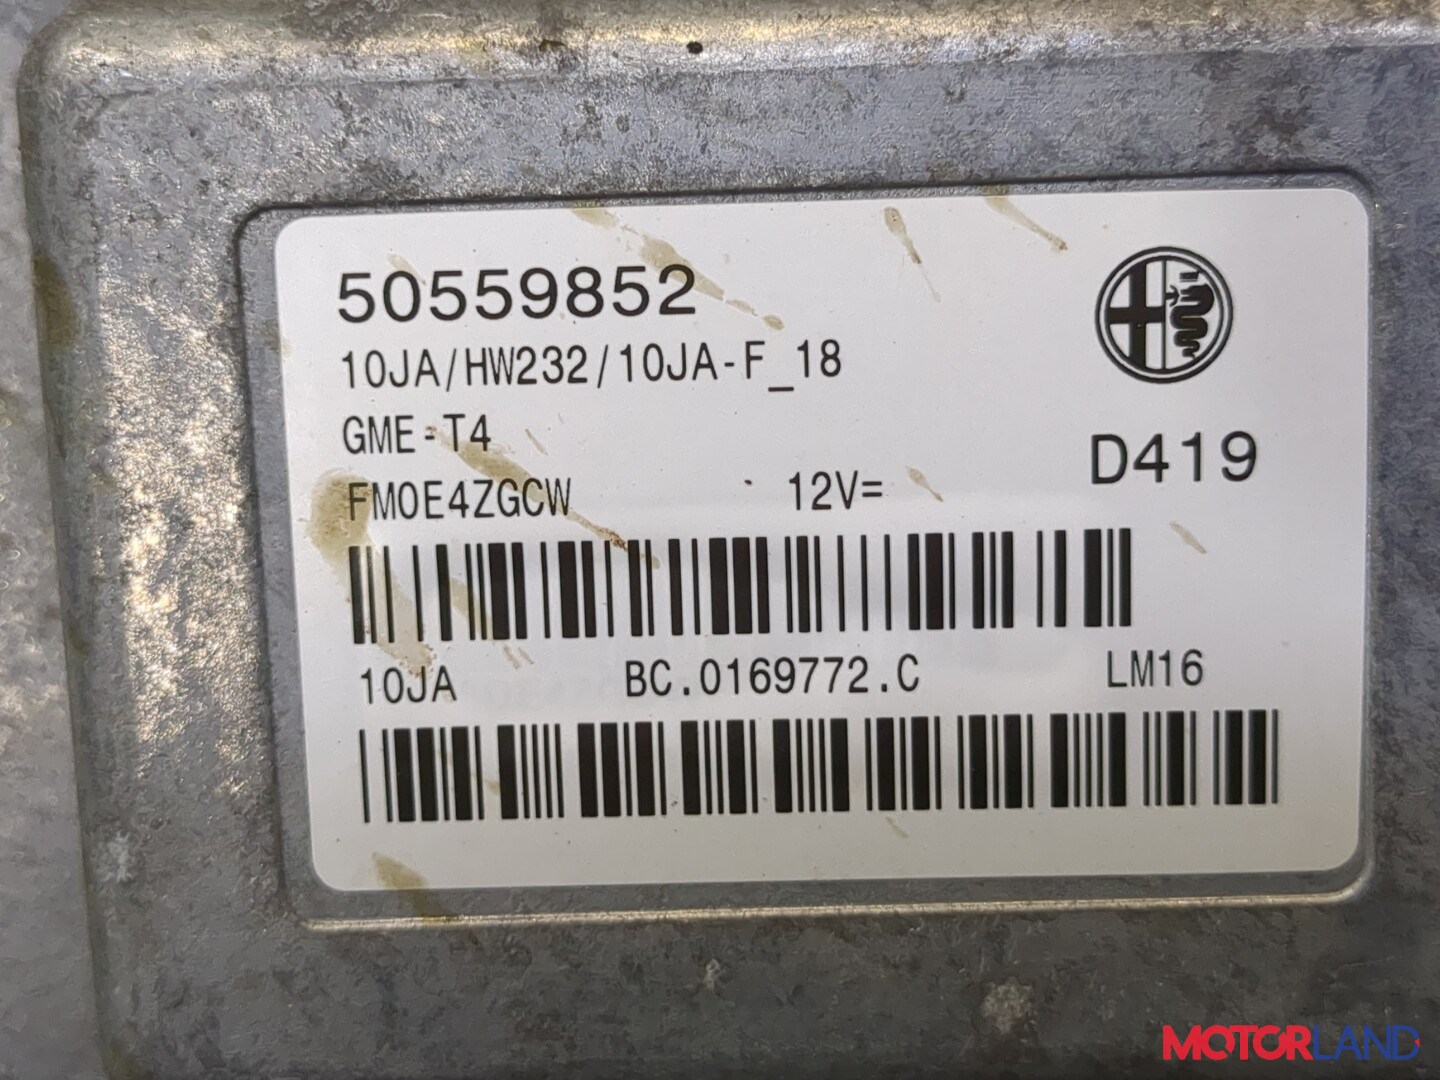 50559852
10JA/HW232/10JA-F_18
GME-T4
D419
FM0E4ZGCW 12V=
10JA BC.0169772.C LM16
MOTORLAND